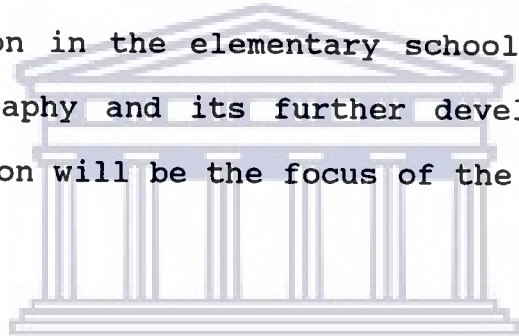 on in the elementary school
aphy and its further devel
on will be the focus of the